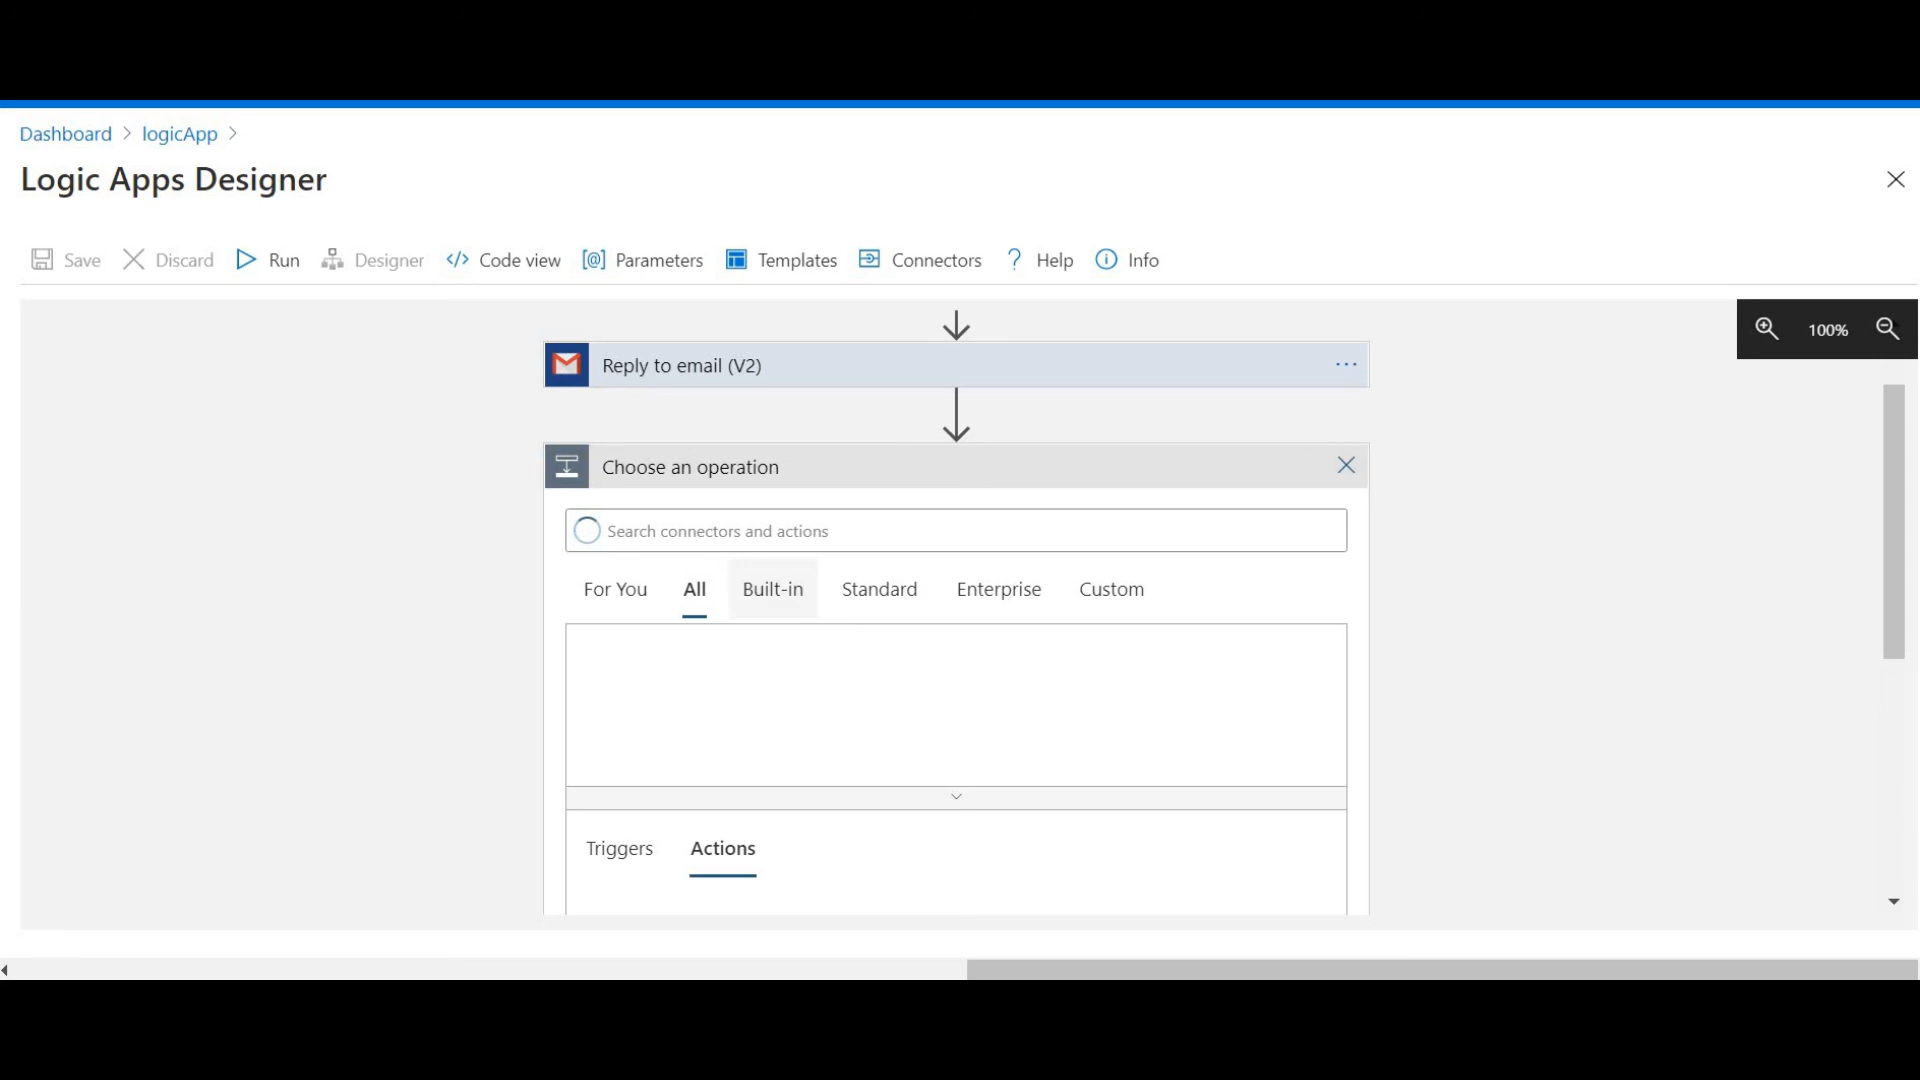 Dashboard > logicApp >
Logic Apps Designer
Save Discard Run Designer </> Code view [@] Parameters Templates Connectors ? Help Info
100%
Reply to email (V2) ...
Choose an operation
Search connectors and actions
For You All Built-in Standard Enterprise Custom
Triggers Actions